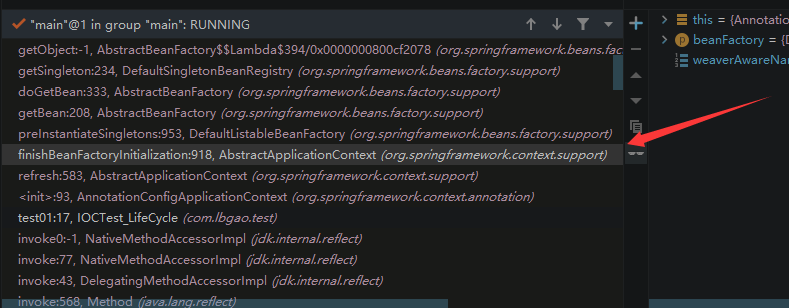 "main"@1 in group "main": RUNNING
getObject:-1, AbstractBeanFactory$$Lambda$394/0x0000000800cf2078 (org.springframework.beans.fact
getSingleton:234, DefaultSingletonBeanRegistry (org.springframework.beans.factory.support)
doGetBean:333, AbstractBeanFactory (org.springframework.beans.factory.support)
getBean:208, AbstractBeanFactory (org.springframework.beans.factory.support)
preInstantiateSingletons:953, DefaultListableBeanFactory (org.springframework.beans.factory.support)
finishBeanFactoryInitialization:918, AbstractApplicationContext (org.springframework.context.support)
refresh:583, AbstractApplicationContext (org.springframework.context.support)
<init>:93, AnnotationConfigApplicationContext (org.springframework.context.annotation)
test01:17, IOCTest_LifeCycle (com.lbgao.test)
invoke0:-1, NativeMethodAccessorImpl (jdk.internal.reflect)
invoke:77, NativeMethodAccessorImpl (jdk.internal.reflect)
invoke:43, DelegatingMethodAccessorImpl (jdk.internal.reflect)
invoke:568, Method (java.lang.reflect)
this = {Annotation
p beanFactory = {D
weaverAwareNam